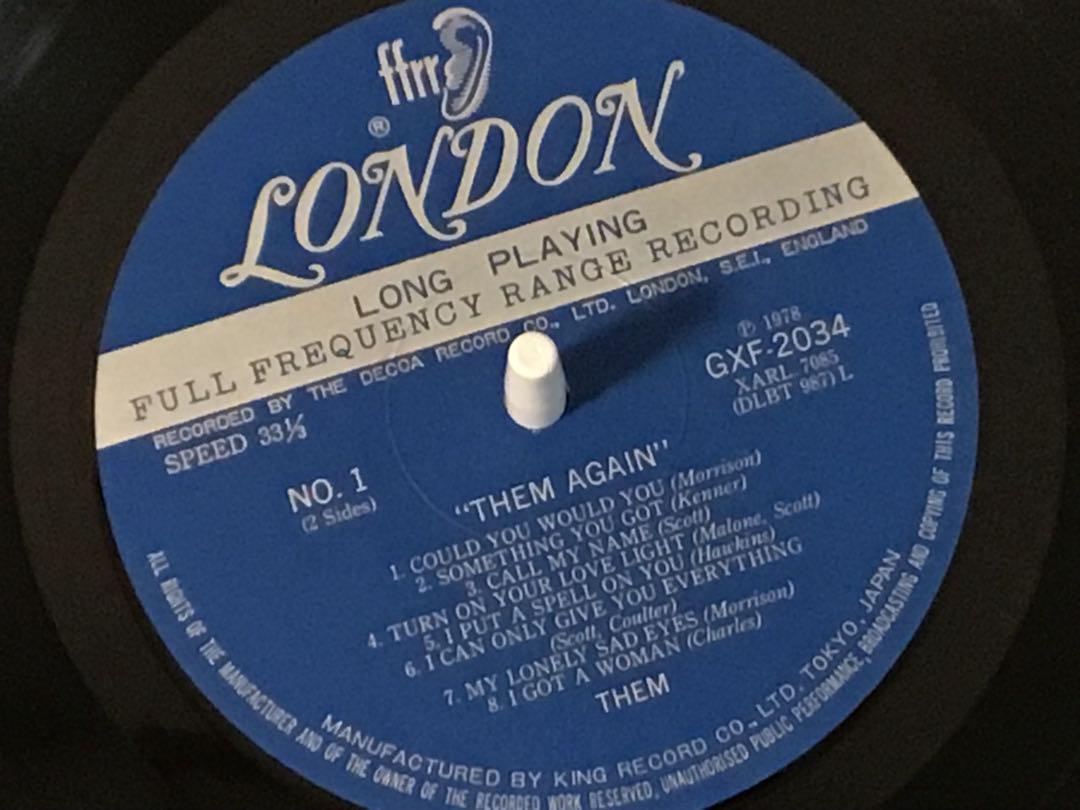 ffrr
®
LONDON
LONG PLAYING
FULL FREQUENCY RANGE RECORDING
RECORDED BY THE DECCA RECORD CO., LTD. LONDON, S.E.I., ENGLAND
SPEED 33⅓
℗ 1978
GXF-2034
XARL 7085
(DLBT 987) L
NO. 1
(2 Sides)
"THEM AGAIN"
1. COULD YOU WOULD YOU (Morrison)
2. SOMETHING YOU GOT (Kenner)
3. CALL MY NAME (Scott)
4. TURN ON YOUR LOVE LIGHT (Malone, Scott)
5. I PUT A SPELL ON YOU (Hawkins)
6. I CAN ONLY GIVE YOU EVERYTHING
(Scott, Coulter)
7. MY LONELY SAD EYES (Morrison)
8. I GOT A WOMAN (Charles)
THEM
MANUFACTURED BY KING RECORD CO., LTD. TOKYO, JAPAN
ALL RIGHTS OF THE MANUFACTURER AND OF THE OWNER OF THE RECORDED WORK RESERVED, UNAUTHORISED PUBLIC PERFORMANCE, BROADCASTING AND COPYING OF THIS RECORD PROHIBITED